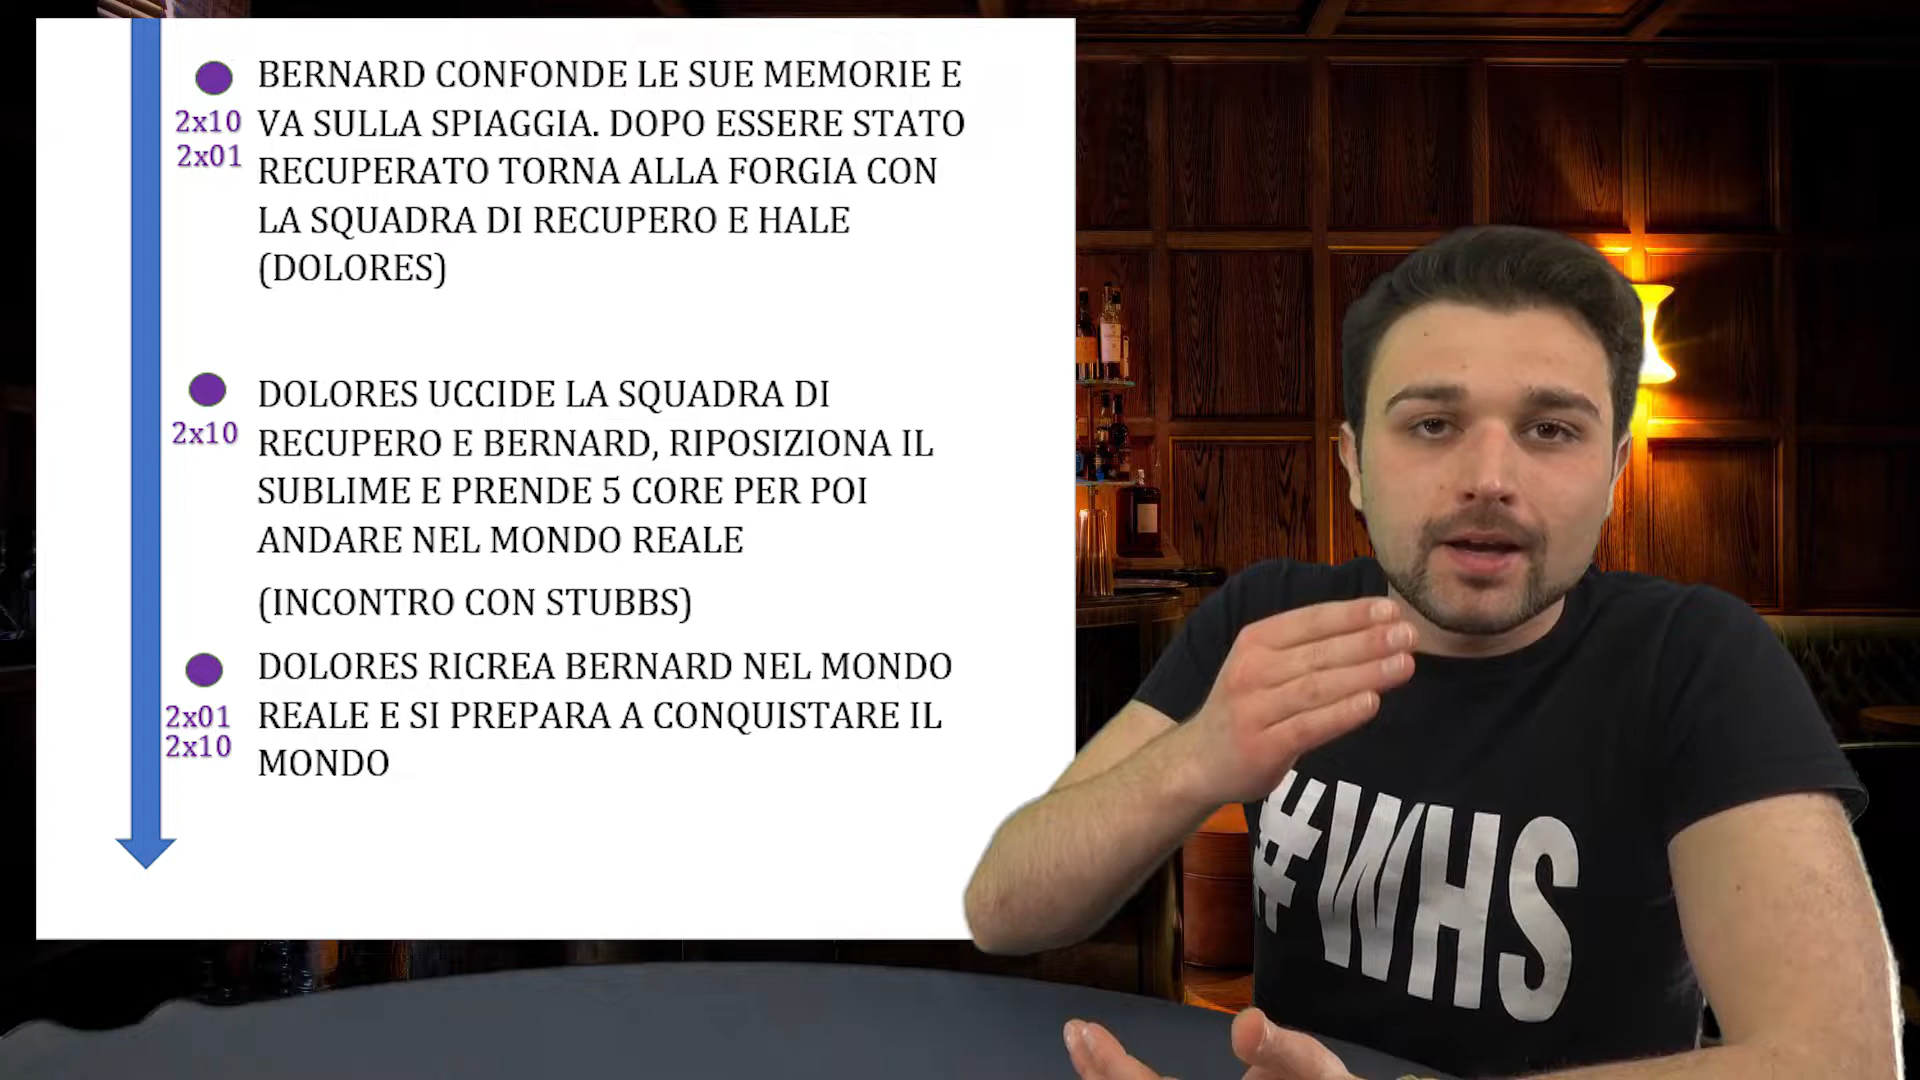 BERNARD CONFONDE LE SUE MEMORIE E
2x10 VA SULLA SPIAGGIA. DOPO ESSERE STATO
2x01 RECUPERATO TORNA ALLA FORGIA CON
LA SQUADRA DI RECUPERO E HALE
(DOLORES)
DOLORES UCCIDE LA SQUADRA DI
2x10 RECUPERO E BERNARD, RIPOSIZIONA IL
SUBLIME E PRENDE 5 CORE PER POI
ANDARE NEL MONDO REALE
(INCONTRO CON STUBBS)
DOLORES RICREA BERNARD NEL MONDO
2x01 REALE E SI PREPARA A CONQUISTARE IL
2x10 MONDO
#WHS